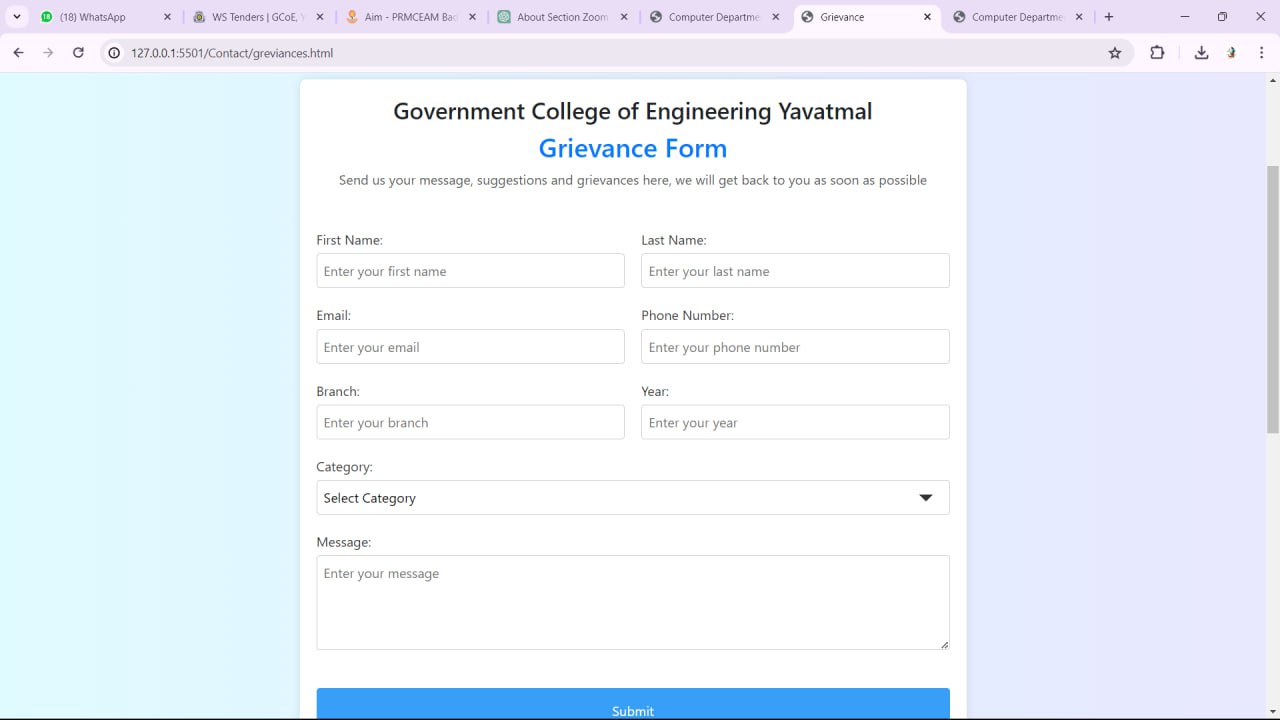 (18) WhatsApp
WS Tenders | GCoE, Y
Aim - PRMCEAM Bad
About Section Zoom
Computer Departme
Grievance
Computer Departme
127.0.0.1:5501/Contact/greviances.html
Government College of Engineering Yavatmal
Grievance Form
Send us your message, suggestions and grievances here, we will get back to you as soon as possible
First Name: Last Name:
Enter your first name Enter your last name
Email: Phone Number:
Enter your email Enter your phone number
Branch: Year:
Enter your branch Enter your year
Category:
Select Category
Message:
Enter your message
Submit